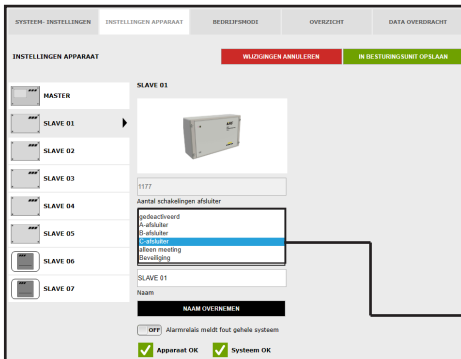 SYSTEEM- INSTELLINGEN INSTELLINGEN APPARAAT BEDRIJFSMODI OVERZICHT DATA OVERDRACHT
INSTELLINGEN APPARAAT WIJZIGINGEN ANNULEREN IN BESTURINGSUNIT OPSLAAN
MASTER
SLAVE 01
SLAVE 02
SLAVE 03
SLAVE 04
SLAVE 05
SLAVE 06
SLAVE 07
SLAVE 01
1177
Aantal schakelingen afsluiter
gedeactiveerd
A-afsluiter
B-afsluiter
C-afsluiter
alleen meeting
Beveiliging
SLAVE 01
Naam
NAAM OVERNEMEN
OFF Alarmrelais meldt fout gehele systeem
Apparaat OK Systeem OK